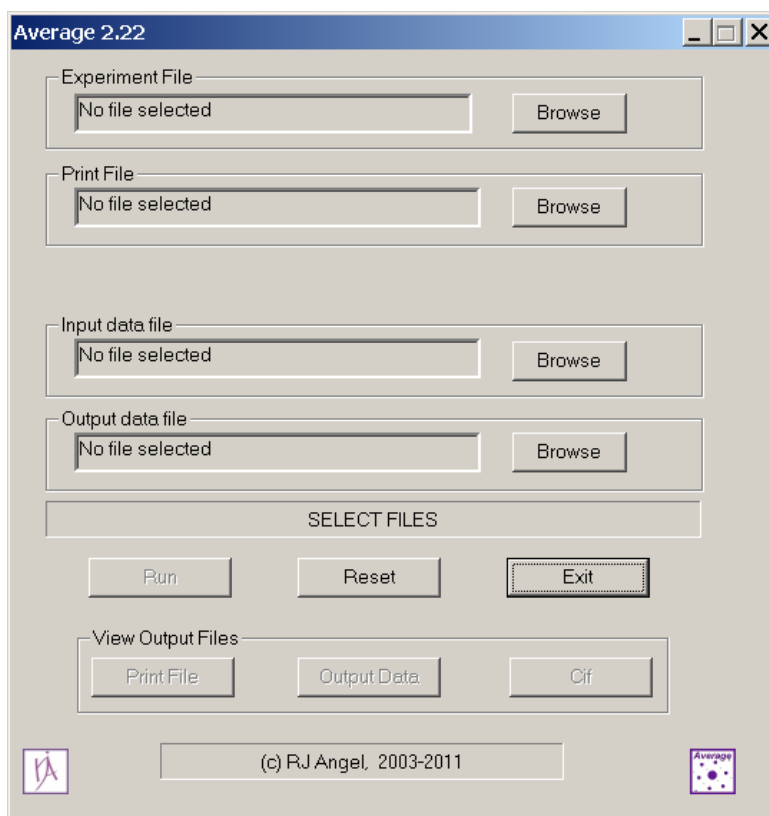 Average 2.22
Experiment File
No file selected
Browse
Print File
No file selected
Browse
Input data file
No file selected
Browse
Output data file
No file selected
Browse
SELECT FILES
Run Reset Exit
View Output Files
Print File Output Data Cif
(c) RJ Angel, 2003-2011
Average